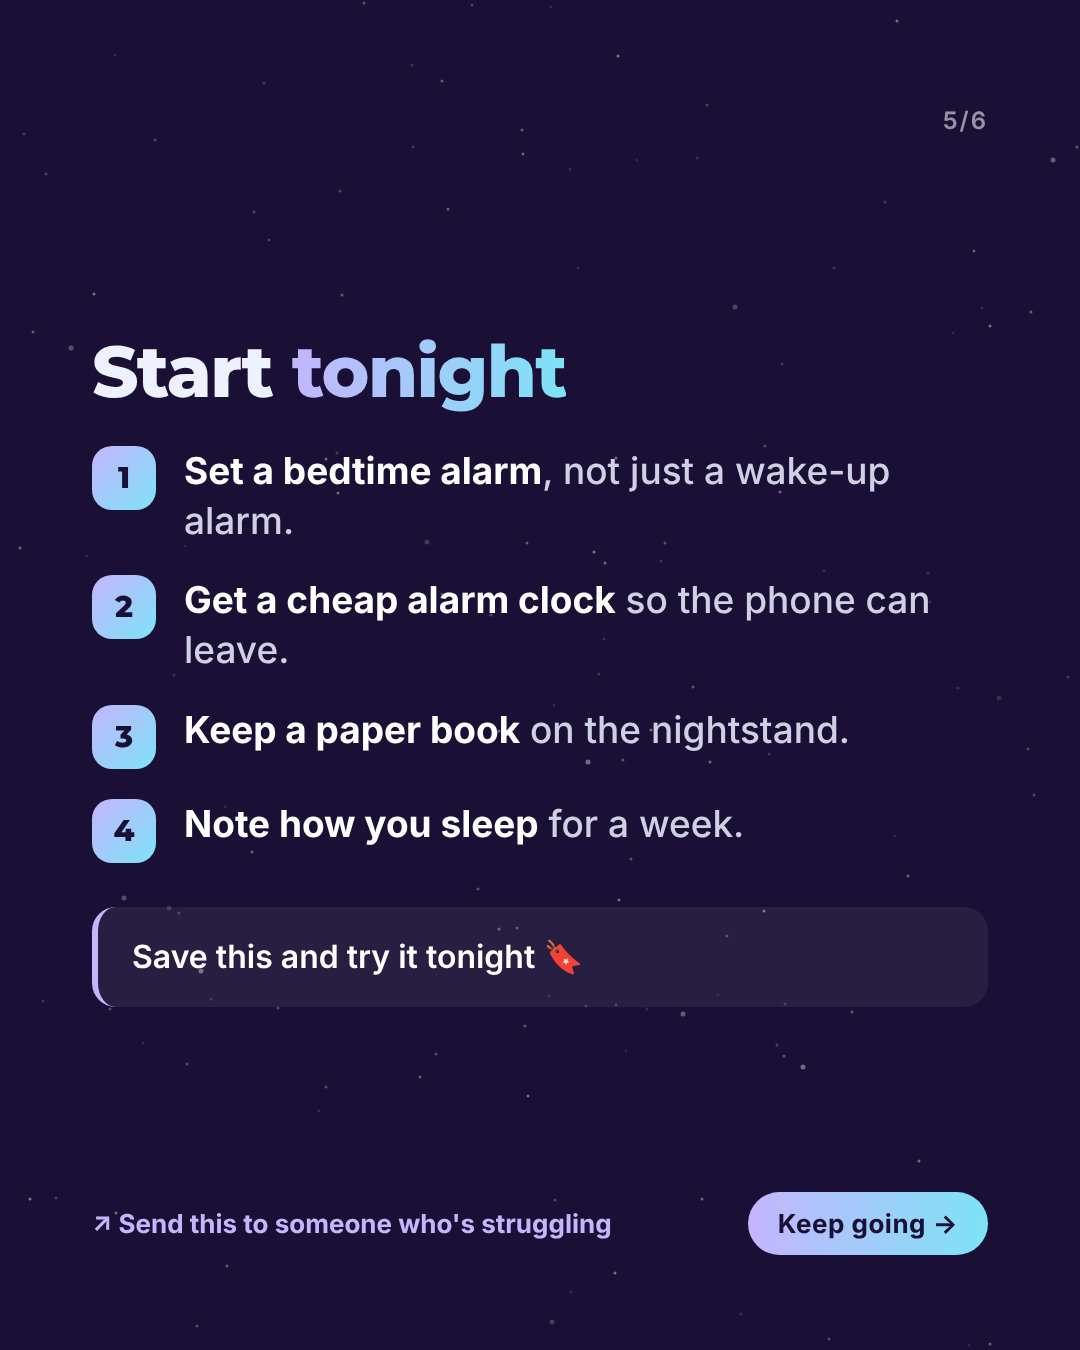 5/6
Start tonight
1 Set a bedtime alarm, not just a wake-up
alarm.
2 Get a cheap alarm clock so the phone can
leave.
3 Keep a paper book on the nightstand.
4 Note how you sleep for a week.
Save this and try it tonight 🔖
↗ Send this to someone who's struggling
Keep going →